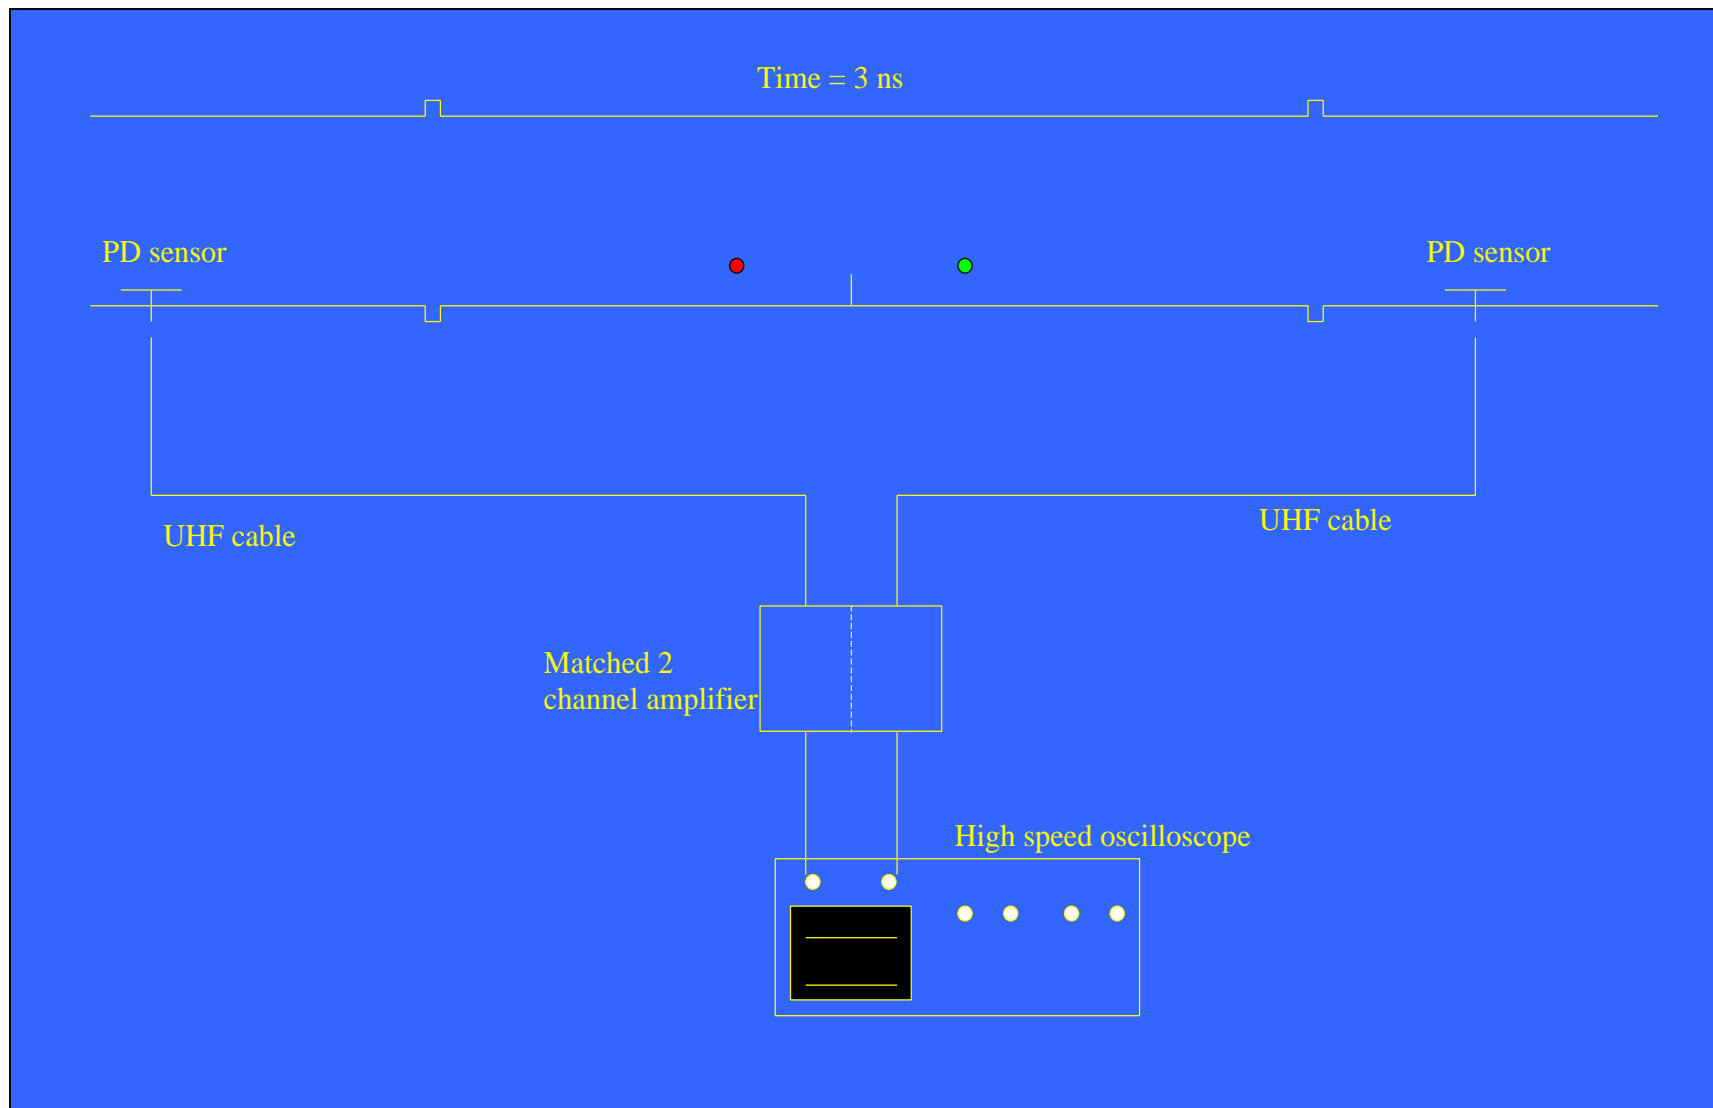 Time = 3 ns
PD sensor
PD sensor
UHF cable
UHF cable
Matched 2
channel amplifier
High speed oscilloscope